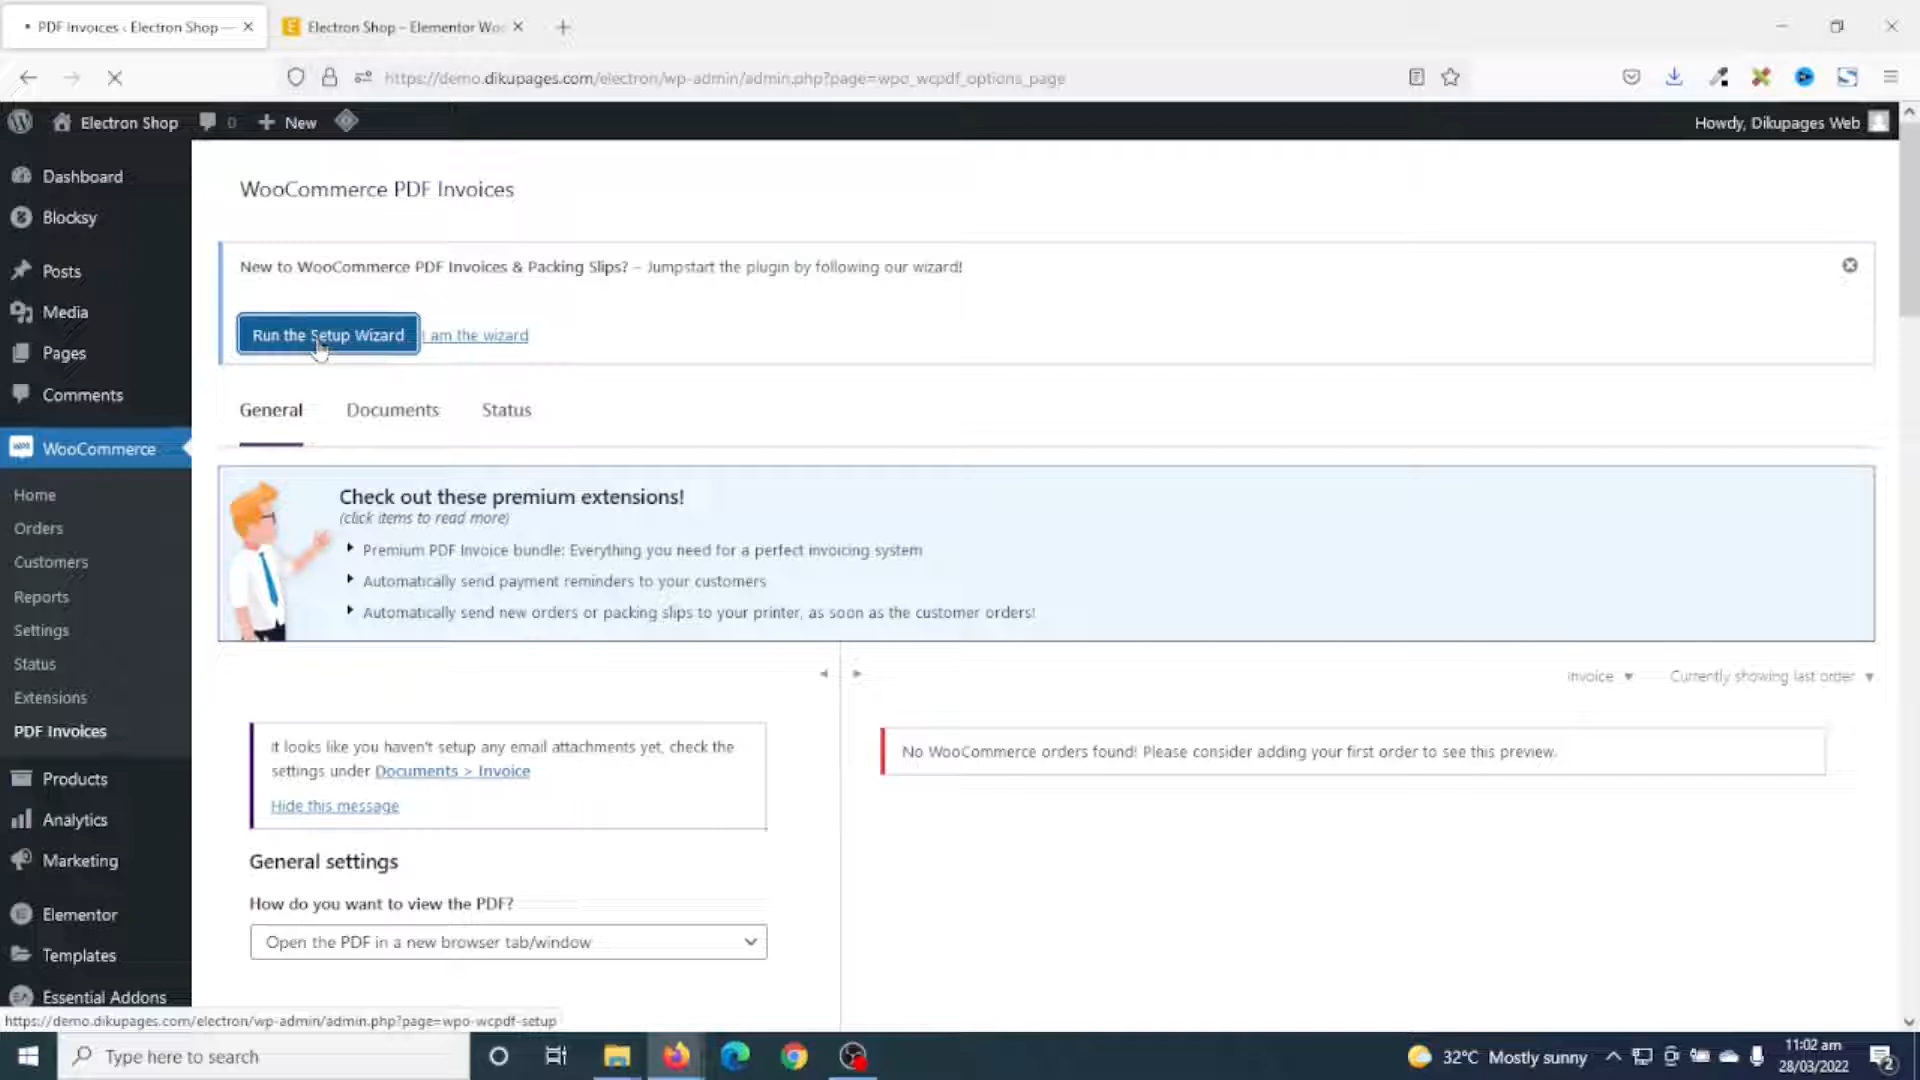 PDF Invoices ‹ Electron Shop —
Electron Shop – Elementor Woo
https://demo.dikupages.com/electron/wp-admin/admin.php?page=wpo_wcpdf_options_page
Electron Shop
0
New
Howdy, Dikupages Web
Dashboard
Blocksy
Posts
Media
Pages
Comments
WooCommerce
Home
Orders
Customers
Reports
Settings
Status
Extensions
PDF Invoices
Products
Analytics
Marketing
Elementor
Templates
Essential Addons
WooCommerce PDF Invoices
New to WooCommerce PDF Invoices & Packing Slips? – Jumpstart the plugin by following our wizard!
Run the Setup Wizard
I am the wizard
General
Documents
Status
Check out these premium extensions!
(click items to read more)
Premium PDF Invoice bundle: Everything you need for a perfect invoicing system
Automatically send payment reminders to your customers
Automatically send new orders or packing slips to your printer, as soon as the customer orders!
Invoice
Currently showing last order
It looks like you haven't setup any email attachments yet, check the
settings under Documents > Invoice
Hide this message
No WooCommerce orders found! Please consider adding your first order to see this preview.
General settings
How do you want to view the PDF?
Open the PDF in a new browser tab/window
https://demo.dikupages.com/electron/wp-admin/admin.php?page=wpo-wcpdf-setup
Type here to search
32°C Mostly sunny
11:02 am
28/03/2022
2